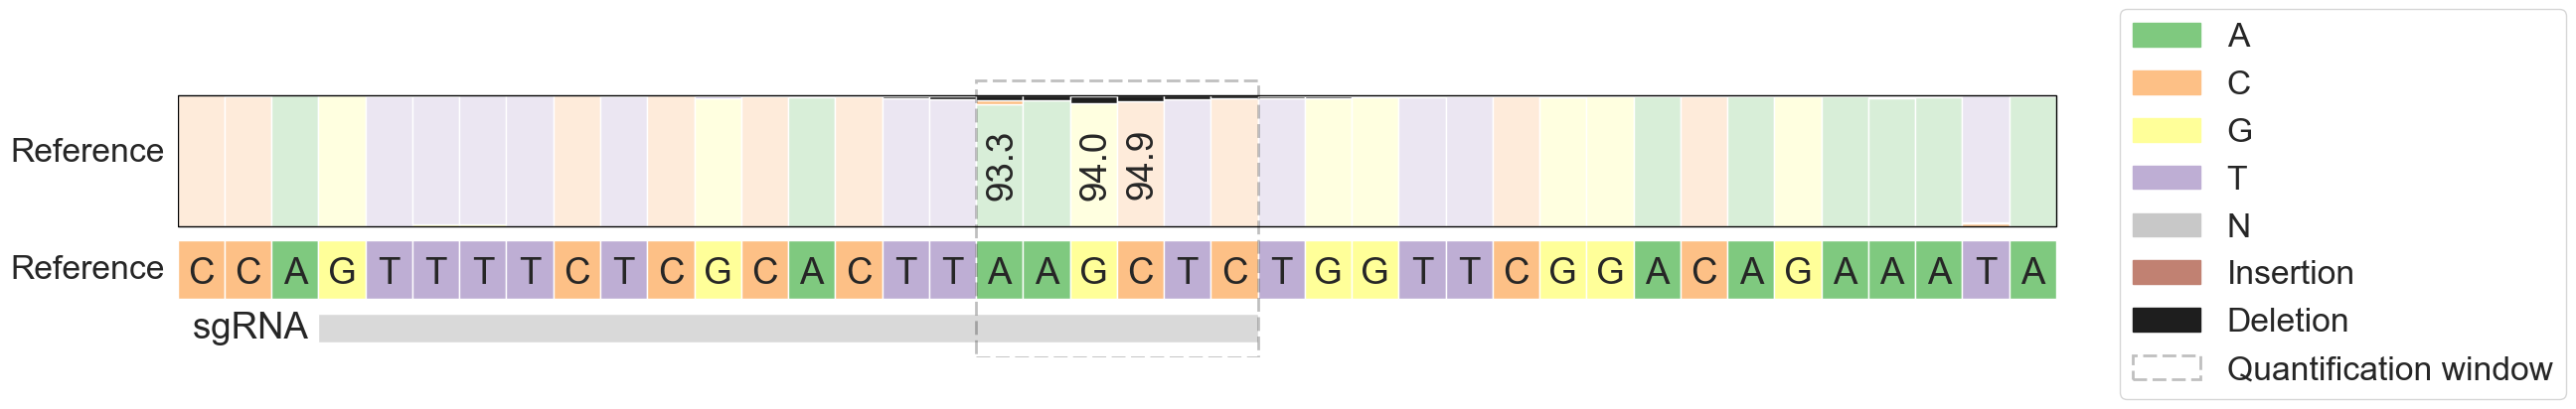 Reference
93.3 94.0 94.9
Reference C C A G T T T T C T C G C A C T T A A G C T C T G G T T C G G A C A G A A A T A
sgRNA
A
C
G
T
N
Insertion
Deletion
Quantification window